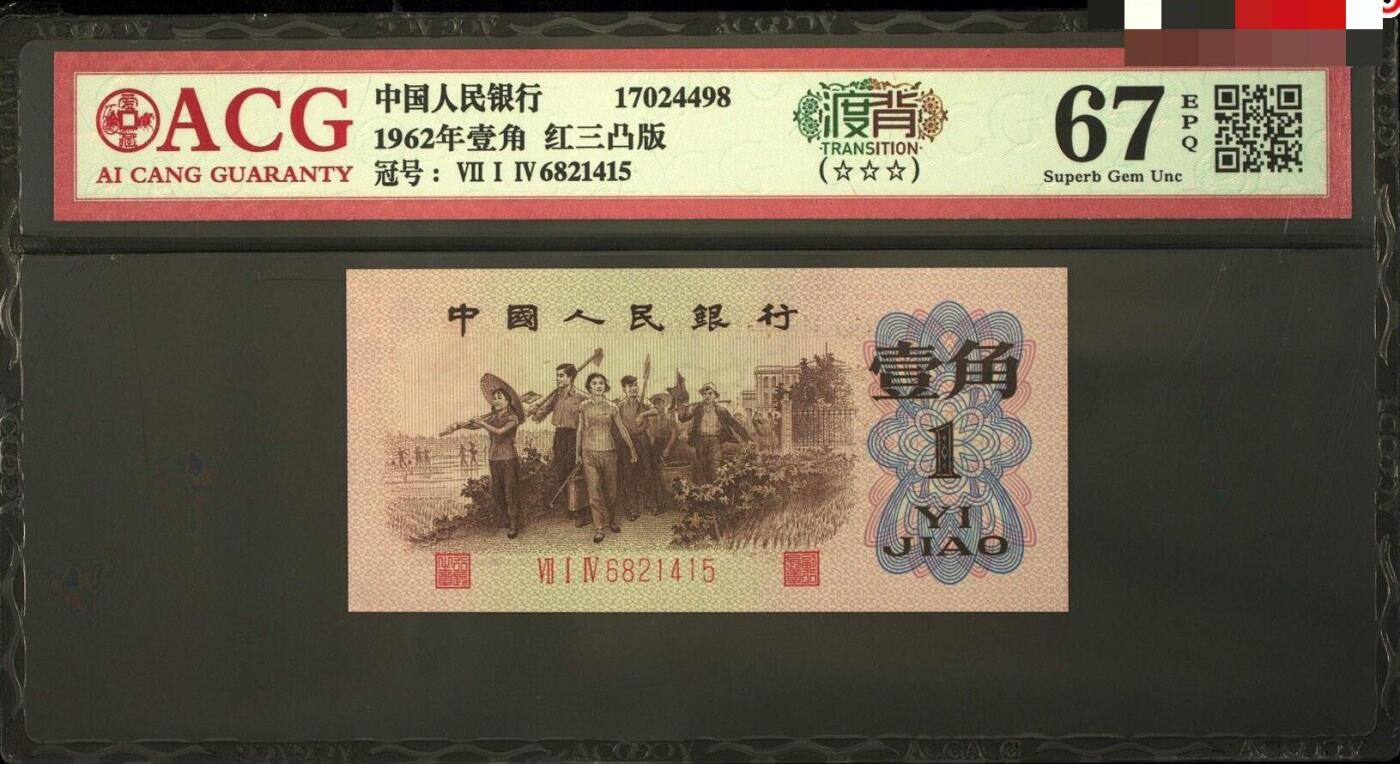 ACG
AI CANG GUARANTY
中国人民银行 17024498
1962年壹角 红三凸版
冠号：Ⅶ Ⅰ Ⅳ 6821415
渡背
TRANSITION
(☆☆☆)
67
EPQ
Superb Gem Unc
中國人民銀行
壹角
1
YI
JIAO
Ⅶ Ⅰ Ⅳ 6821415